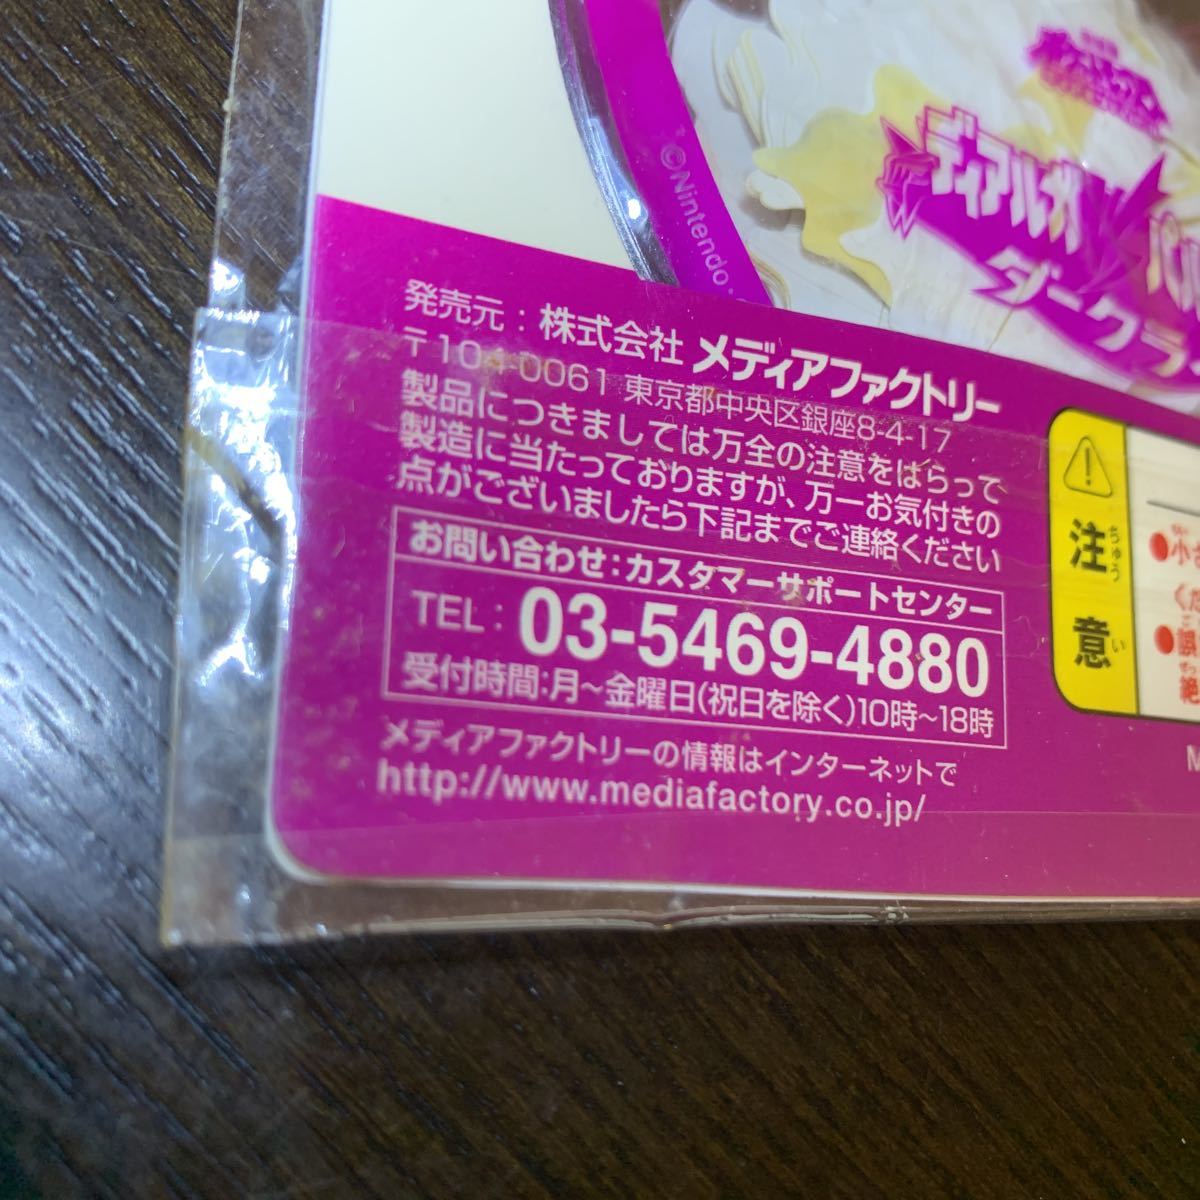 ディアルガ
ダークラ
©Nintendo
発売元：株式会社 メディアファクトリー
〒104-0061 東京都中央区銀座8-4-17
製品につきましては万全の注意をはらって
製造に当たっておりますが、万一お気付きの
点がございましたら下記までご連絡ください
お問い合わせ：カスタマーサポートセンター
TEL：03-5469-4880
受付時間：月～金曜日(祝日を除く)10時～18時
メディアファクトリーの情報はインターネットで
http://www.mediafactory.co.jp/
注意
ちゅう い
●小
●誤
絶
M